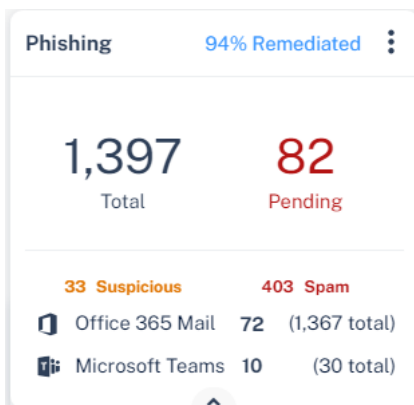 Phishing 94% Remediated
1,397 82
Total Pending
33 Suspicious 403 Spam
Office 365 Mail 72 (1,367 total)
Microsoft Teams 10 (30 total)